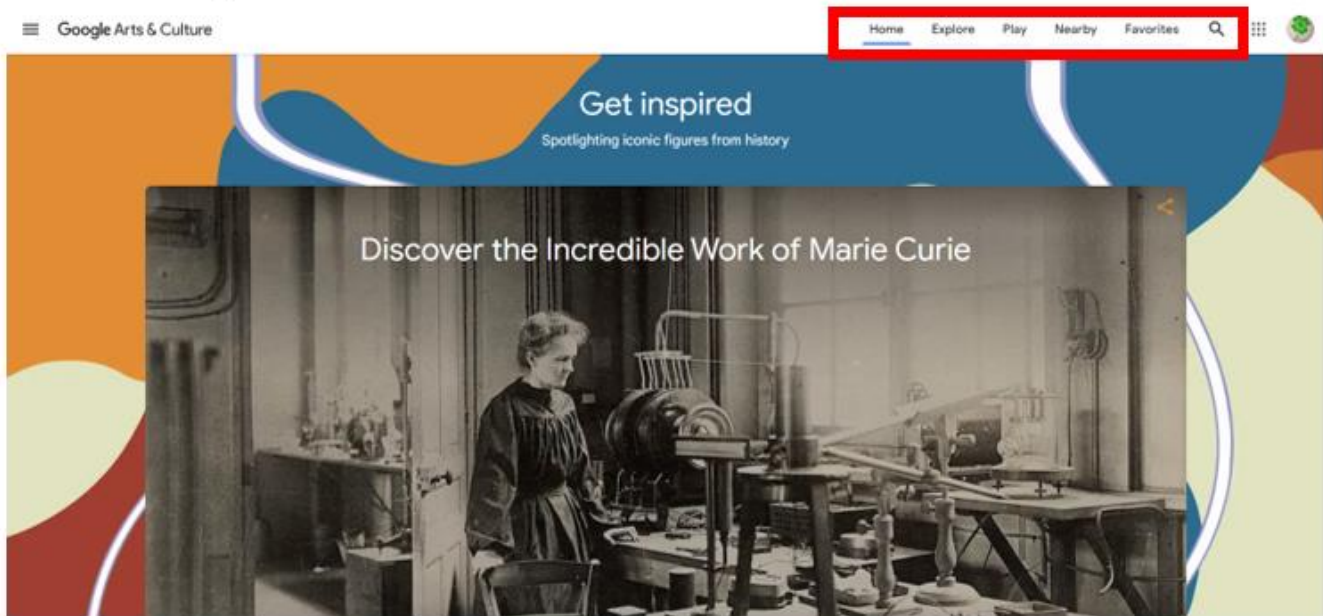 Google Arts & Culture
Home Explore Play Nearby Favorites
Get inspired
Spotlighting iconic figures from history
Discover the Incredible Work of Marie Curie